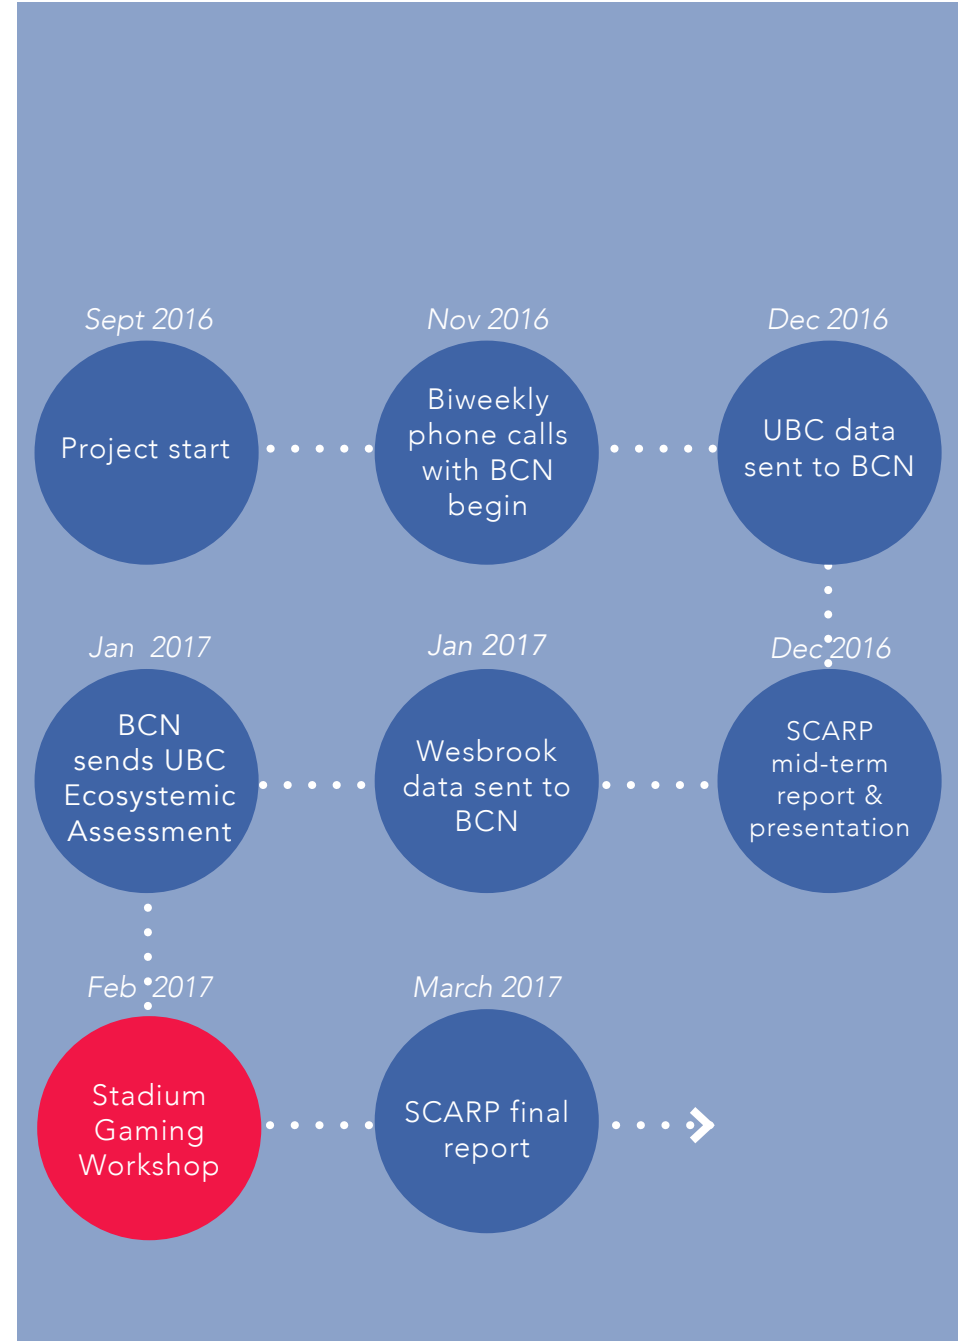 Sept 2016
Project start
Nov 2016
Biweekly
phone calls
with BCN
begin
Dec 2016
UBC data
sent to BCN
Dec 2016
SCARP
mid-term
report &
presentation
Jan 2017
Wesbrook
data sent to
BCN
Jan 2017
BCN
sends UBC
Ecosystemic
Assessment
Feb 2017
Stadium
Gaming
Workshop
March 2017
SCARP final
report